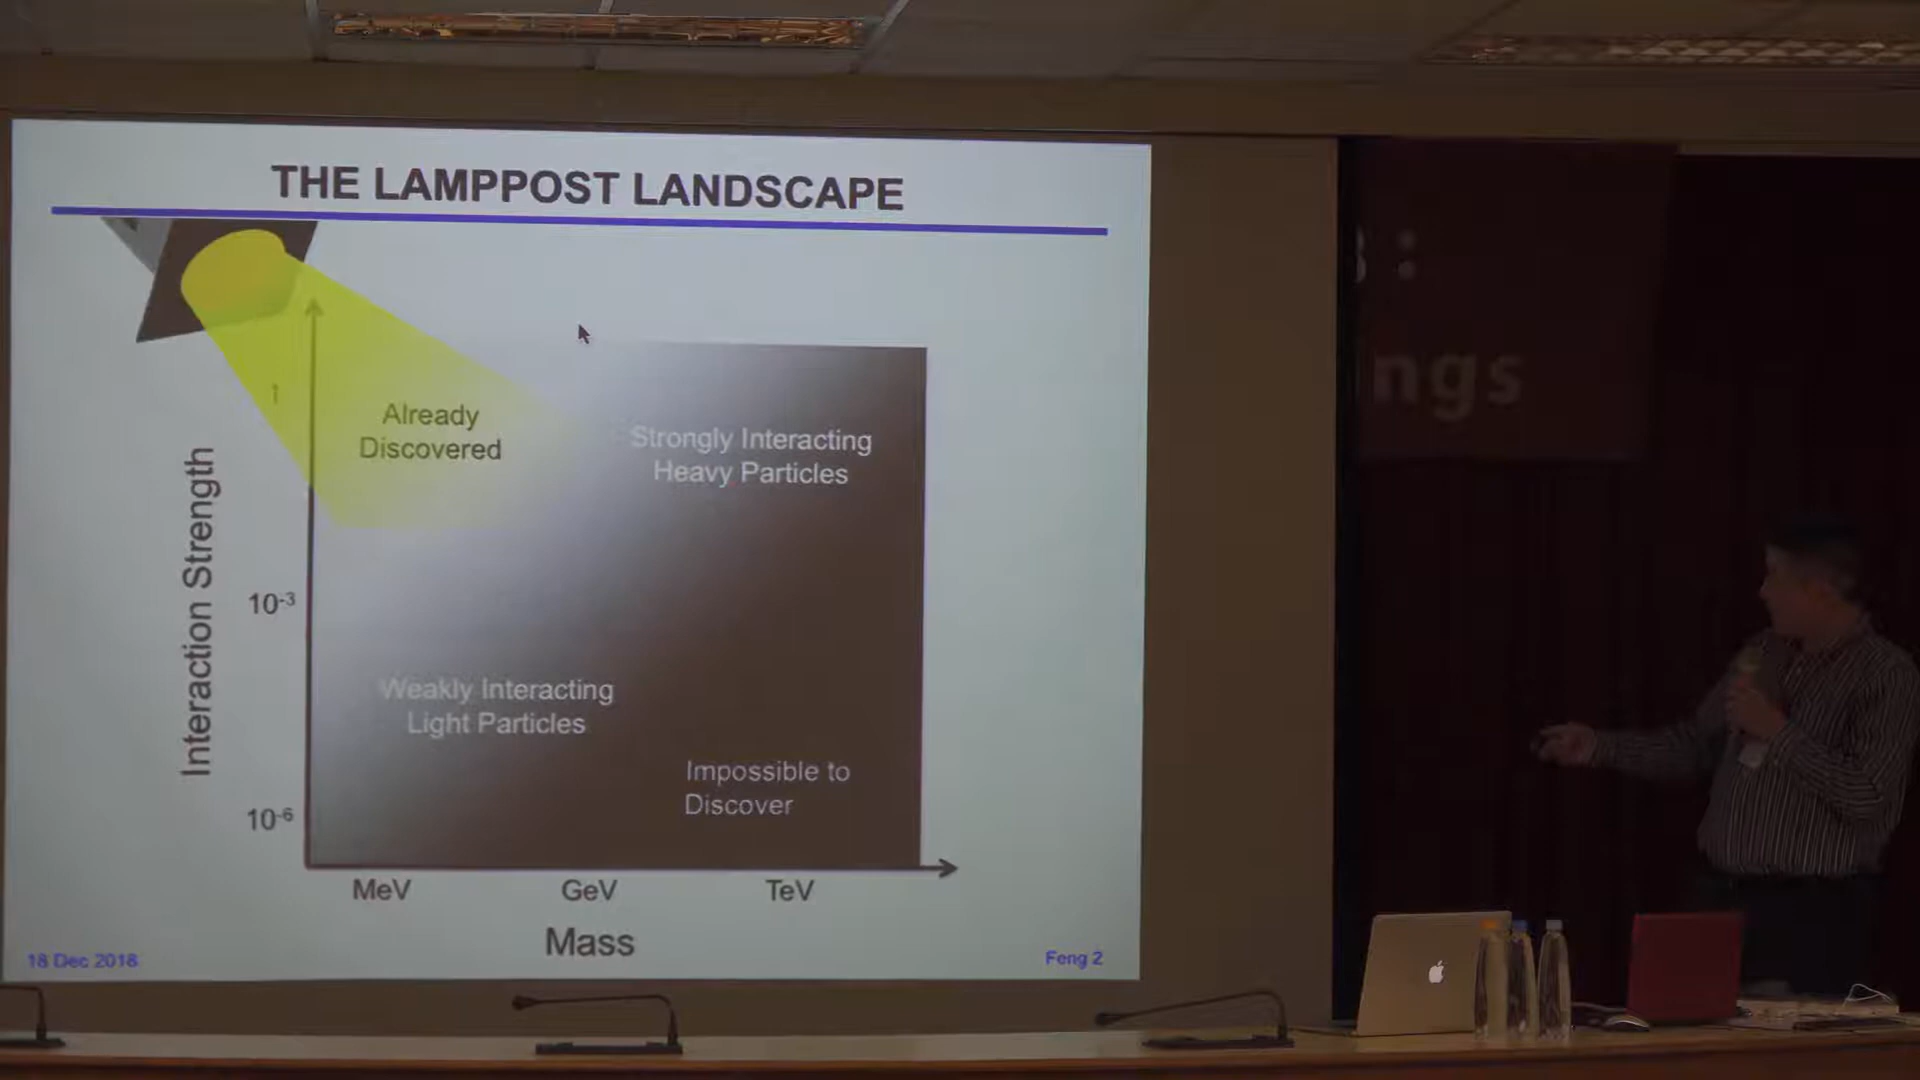 THE LAMPPOST LANDSCAPE
Already
Discovered
Strongly Interacting
Heavy Particles
Interaction Strength
1
10⁻³
10⁻⁶
Weakly Interacting
Light Particles
Impossible to
Discover
MeV GeV TeV
Mass
18 Dec 2018
Feng 2
ngs